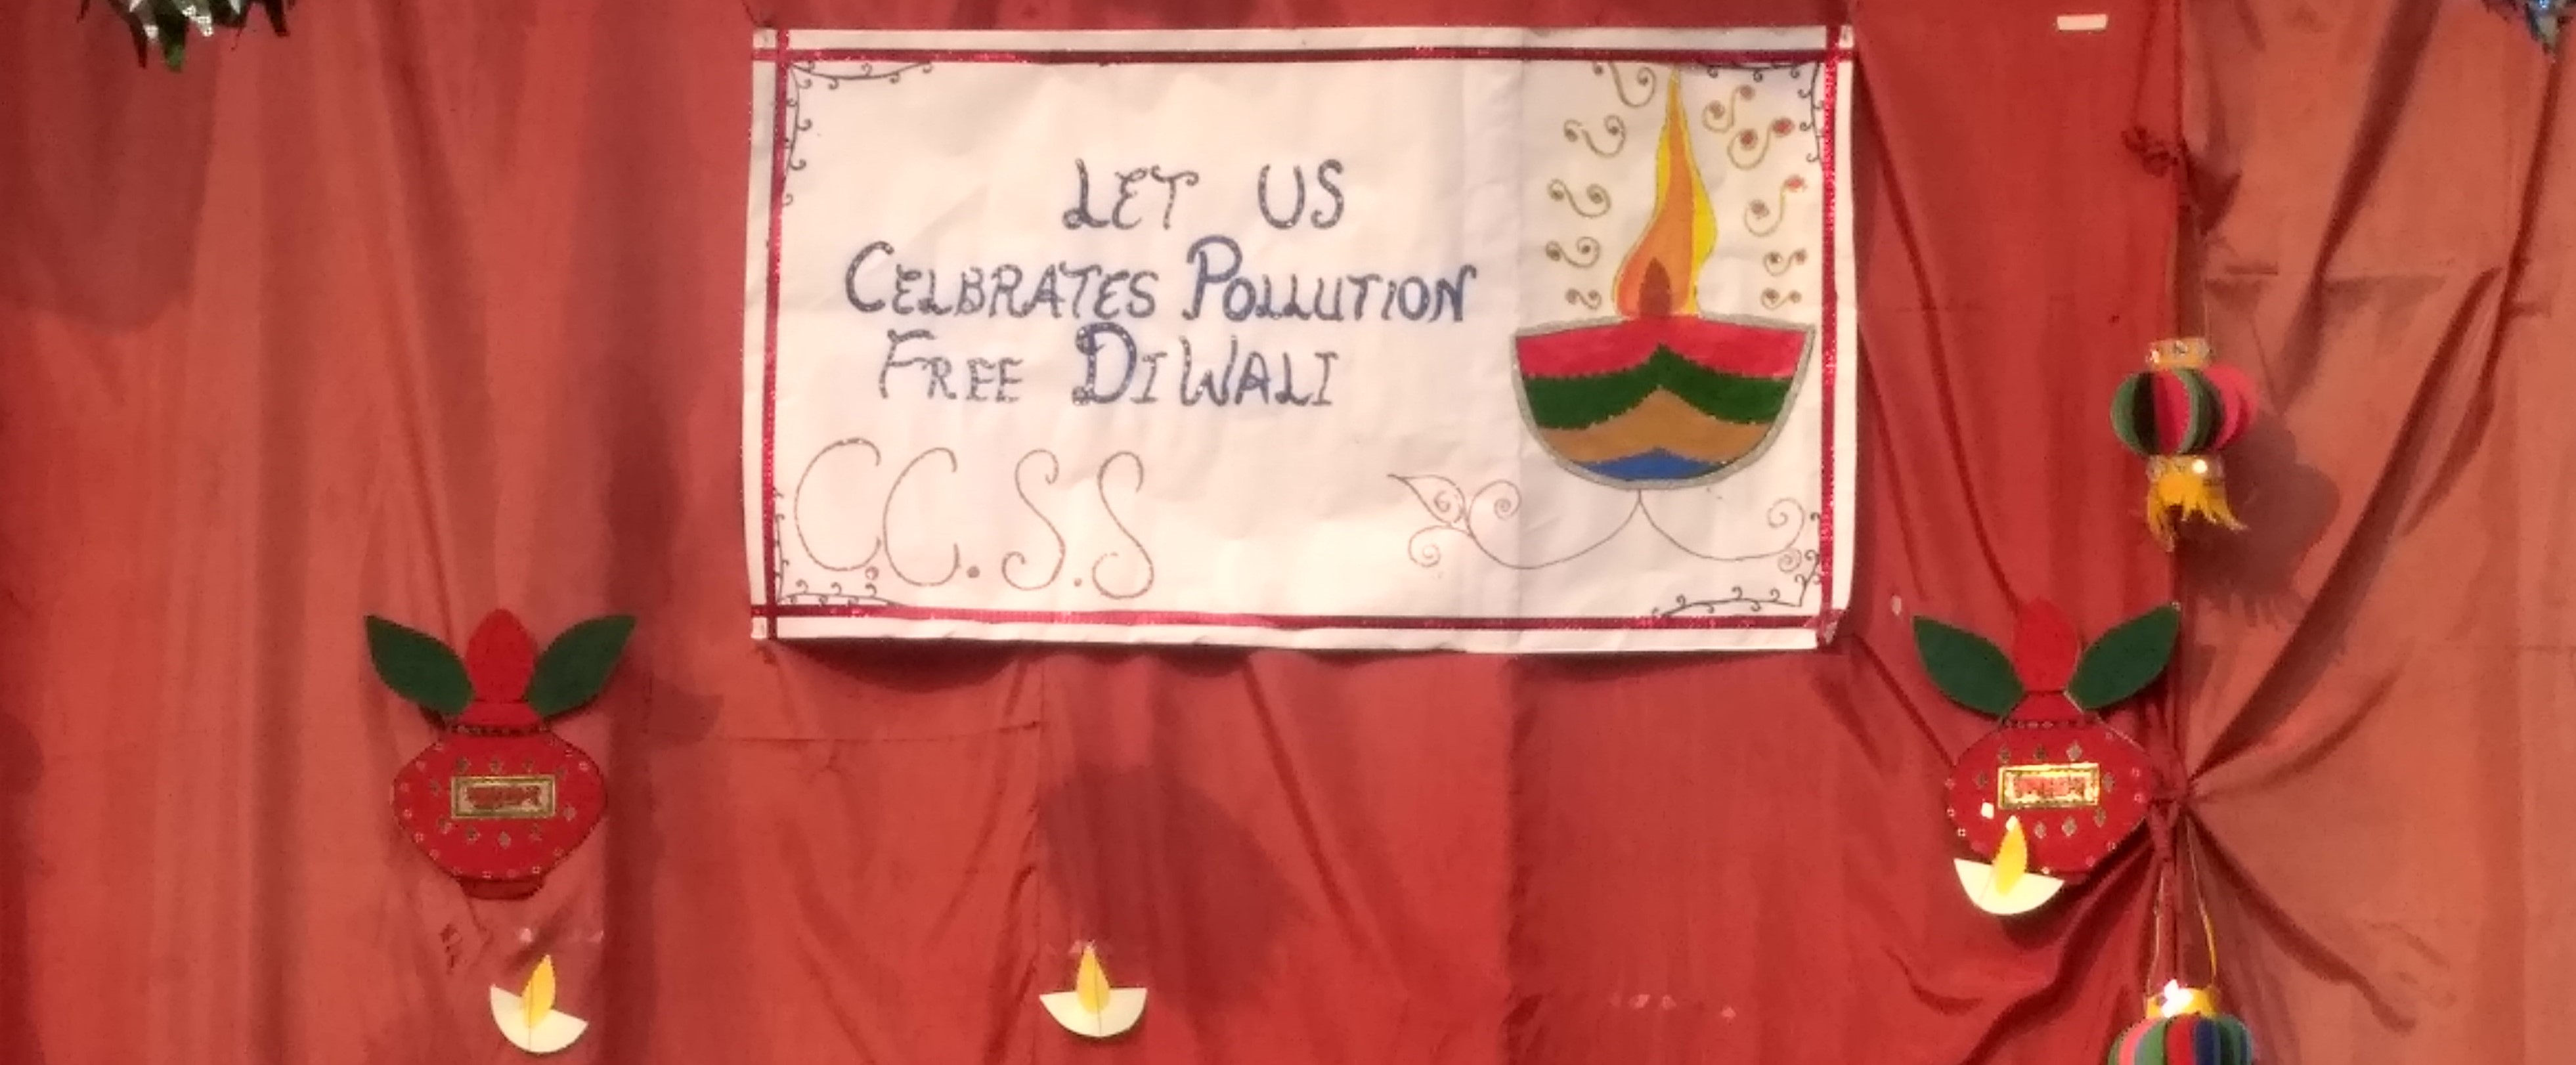 LET US
CELBRATES POLLUTION
FREE DIWALI
C.C.S.S